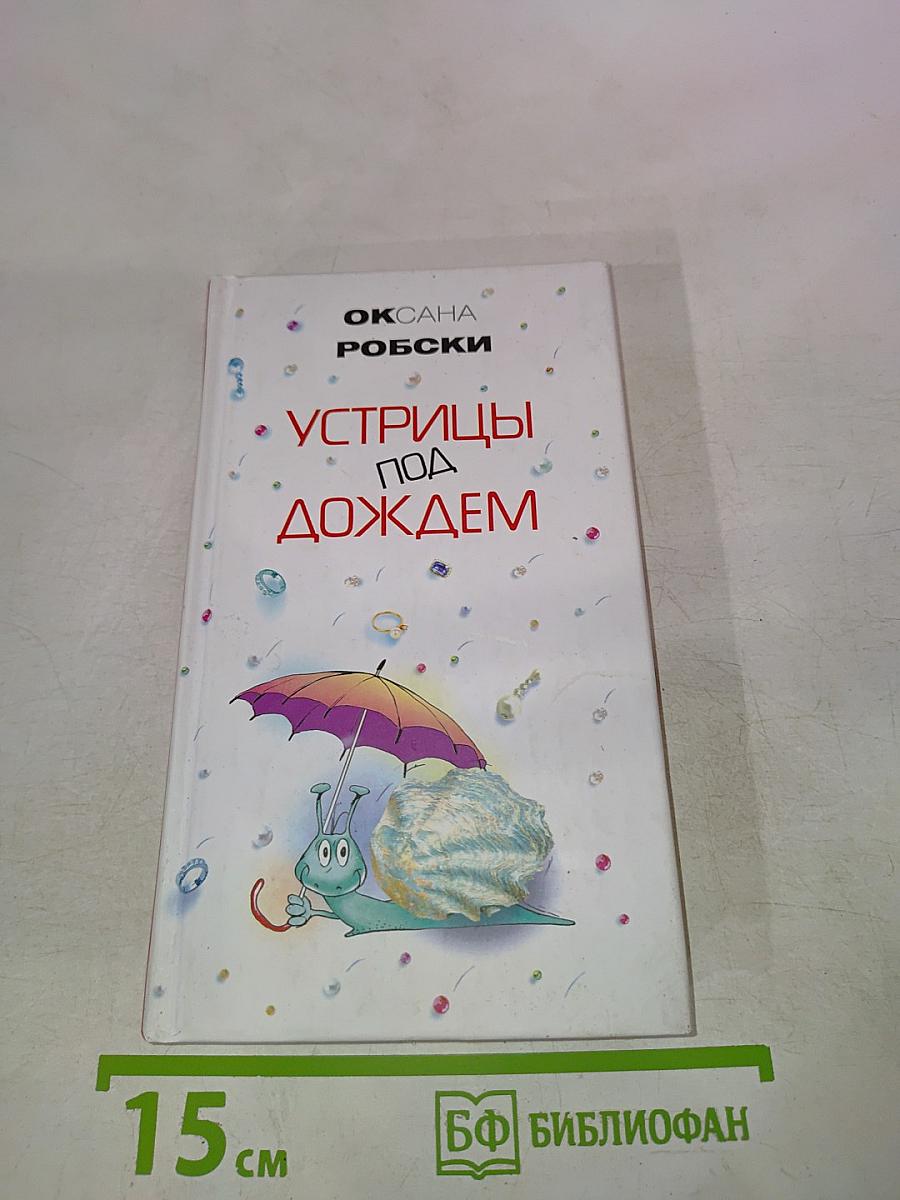 ОКСАНА
РОБСКИ
УСТРИЦЫ
ПОД
ДОЖДЕМ
15 см
БФ БИБЛИОФАН